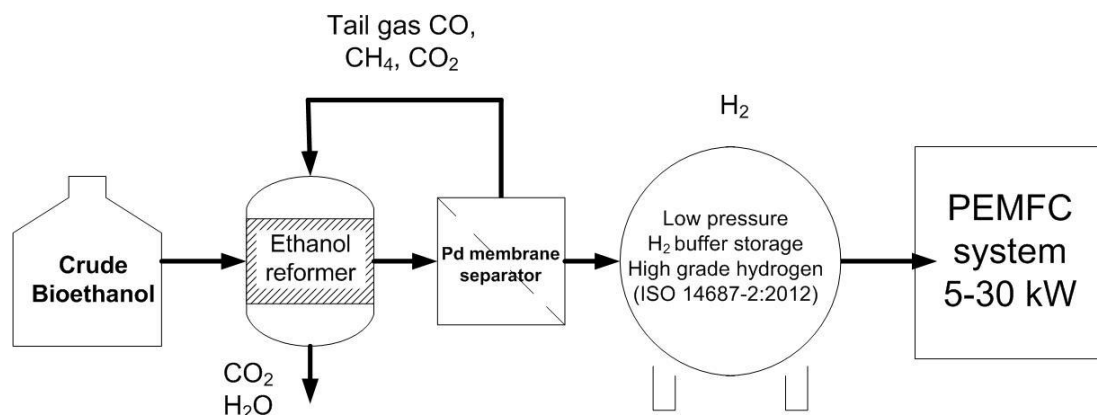 Tail gas CO,
CH4, CO2
H2
Crude
Bioethanol
Ethanol
reformer
Pd membrane
separator
Low pressure
H2 buffer storage
High grade hydrogen
(ISO 14687-2:2012)
PEMFC
system
5-30 kW
CO2
H2O